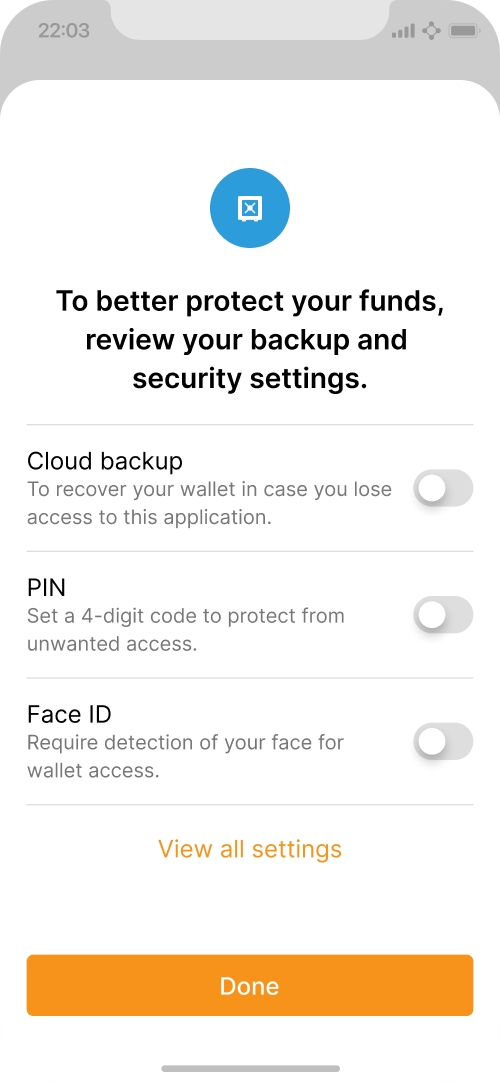 22:03
To better protect your funds,
review your backup and
security settings.
Cloud backup
To recover your wallet in case you lose
access to this application.
PIN
Set a 4-digit code to protect from
unwanted access.
Face ID
Require detection of your face for
wallet access.
View all settings
Done